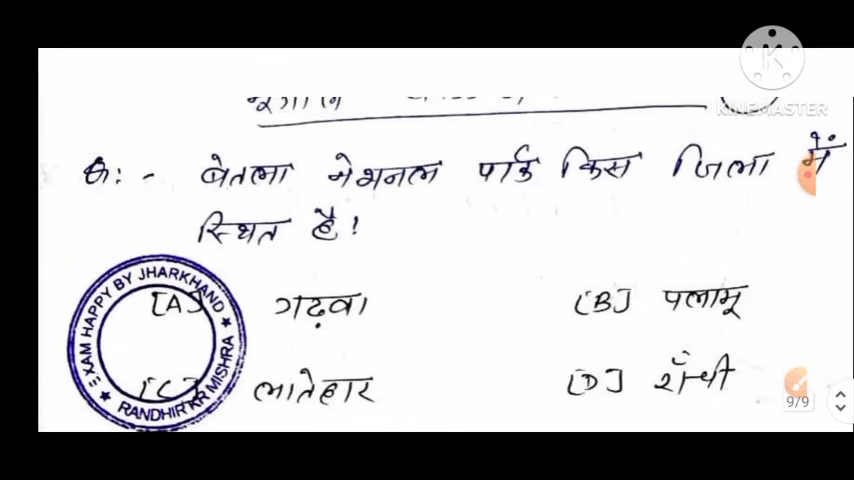 KINEMASTER
Q:- बेतला नेशनल पार्क किस जिला में
स्थित है!
[A] गढ़वा
[B] पलामू
[C] लातेहार
[D] राँची
EXAM HAPPY BY JHARKHAND
RANDHIR KR MISHRA
9/9